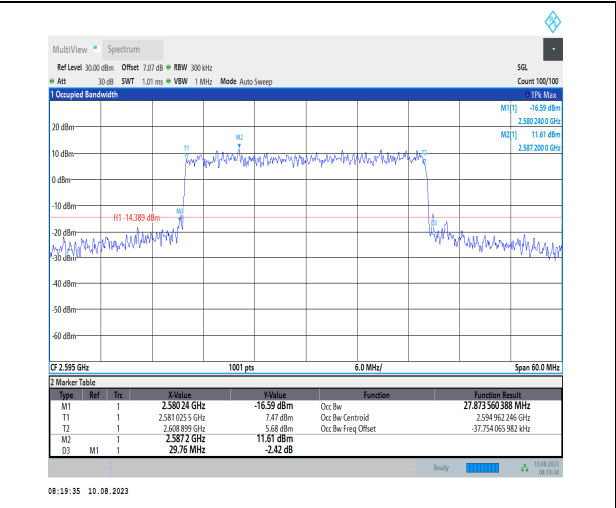 MultiView Spectrum
Ref Level 30.00 dBm Offset 7.07 dB RBW 300 kHz SGL
Att 30 dB SWT 1.01 ms VBW 1 MHz Mode Auto Sweep Count 100/100
1 Occupied Bandwidth 1Pk Max
M1[1] -16.59 dBm
2.580 240 0 GHz
M2[1] 11.61 dBm
2.587 200 0 GHz
20 dBm
M2
T1
T2
10 dBm
0 dBm
-10 dBm
M1
H1 -14.389 dBm
D3
-20 dBm
-30 dBm
-40 dBm
-50 dBm
-60 dBm
CF 2.595 GHz 1001 pts 6.0 MHz/ Span 60.0 MHz
2 Marker Table
Type Ref Trc X-Value Y-Value Function Function Result
M1 1 2.580 24 GHz -16.59 dBm Occ Bw 27.873 560 388 MHz
T1 1 2.581 025 5 GHz 7.47 dBm Occ Bw Centroid 2.594 962 246 GHz
T2 1 2.608 899 GHz 5.68 dBm Occ Bw Freq Offset -37.754 065 982 kHz
M2 1 2.587 2 GHz 11.61 dBm
D3 M1 1 29.76 MHz -2.42 dB
Ready 10.08.2023
08:19:34
08:19:35 10.08.2023